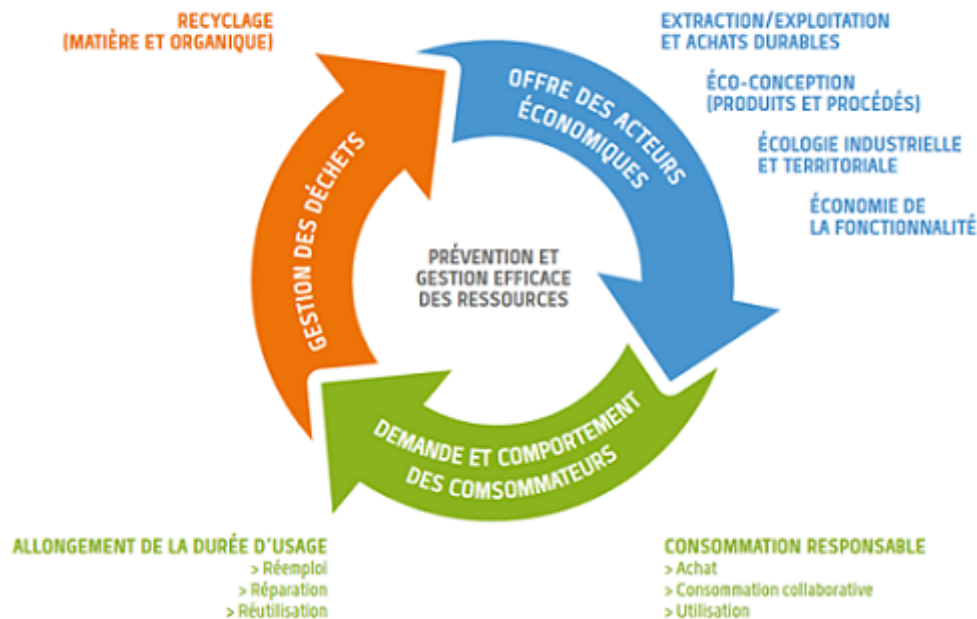 RECYCLAGE
(MATIÈRE ET ORGANIQUE)
EXTRACTION/EXPLOITATION
ET ACHATS DURABLES
ÉCO-CONCEPTION
(PRODUITS ET PROCÉDÉS)
ÉCOLOGIE INDUSTRIELLE
ET TERRITORIALE
ÉCONOMIE DE
LA FONCTIONNALITÉ
OFFRE DES ACTEURS
ÉCONOMIQUES
GESTION DES DÉCHETS
PRÉVENTION ET
GESTION EFFICACE
DES RESSOURCES
DEMANDE ET COMPORTEMENT
DES COMSOMMATEURS
ALLONGEMENT DE LA DURÉE D'USAGE
> Réemploi
> Réparation
> Réutilisation
CONSOMMATION RESPONSABLE
> Achat
> Consommation collaborative
> Utilisation